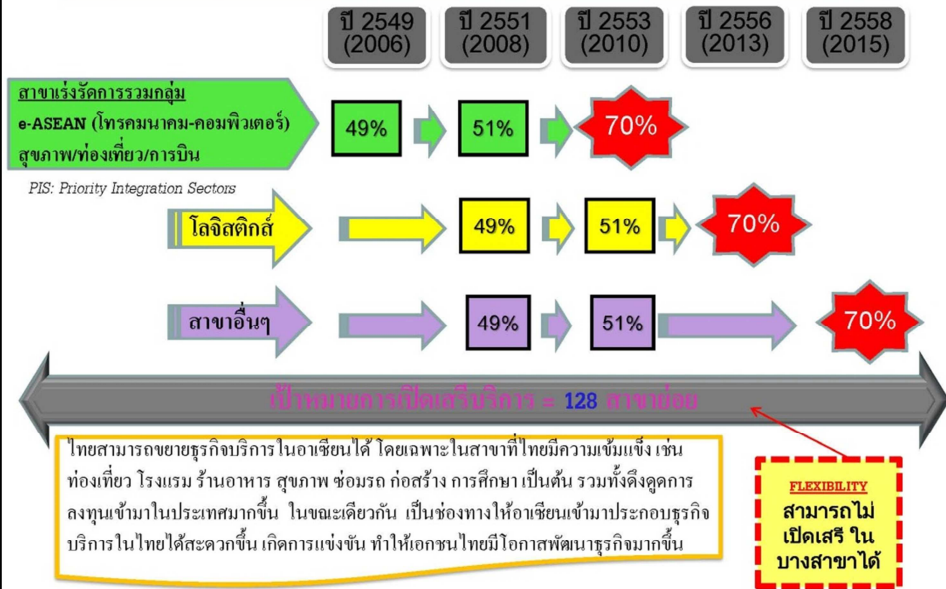 ปี 2549 ปี 2551 ปี 2553 ปี 2556 ปี 2558
(2006) (2008) (2010) (2013) (2015)
สาขาเร่งรัดการรวมกลุ่ม
e-ASEAN (โทรคมนาคม-คอมพิวเตอร์)
สุขภาพ/ท่องเที่ยว/การบิน
49% 51% 70%
PIS: Priority Integration Sectors
โลจิสติกส์ 49% 51% 70%
สาขาอื่นๆ 49% 51% 70%
เป้าหมายการเปิดเสรีบริการ = 128 สาขาย่อย
ไทยสามารถขยายธุรกิจบริการในอาเซียนได้ โดยเฉพาะในสาขาที่ไทยมีความเข้มแข็ง เช่น
ท่องเที่ยว โรงแรม ร้านอาหาร สุขภาพ ซ่อมรถ ก่อสร้าง การศึกษา เป็นต้น รวมทั้งดึงดูดการ
ลงทุนเข้ามาในประเทศมากขึ้น ในขณะเดียวกัน เป็นช่องทางให้อาเซียนเข้ามาประกอบธุรกิจ
บริการในไทยได้สะดวกขึ้น เกิดการแข่งขัน ทำให้เอกชนไทยมีโอกาสพัฒนาธุรกิจมากขึ้น
FLEXIBILITY
สามารถไม่
เปิดเสรี ใน
บางสาขาได้